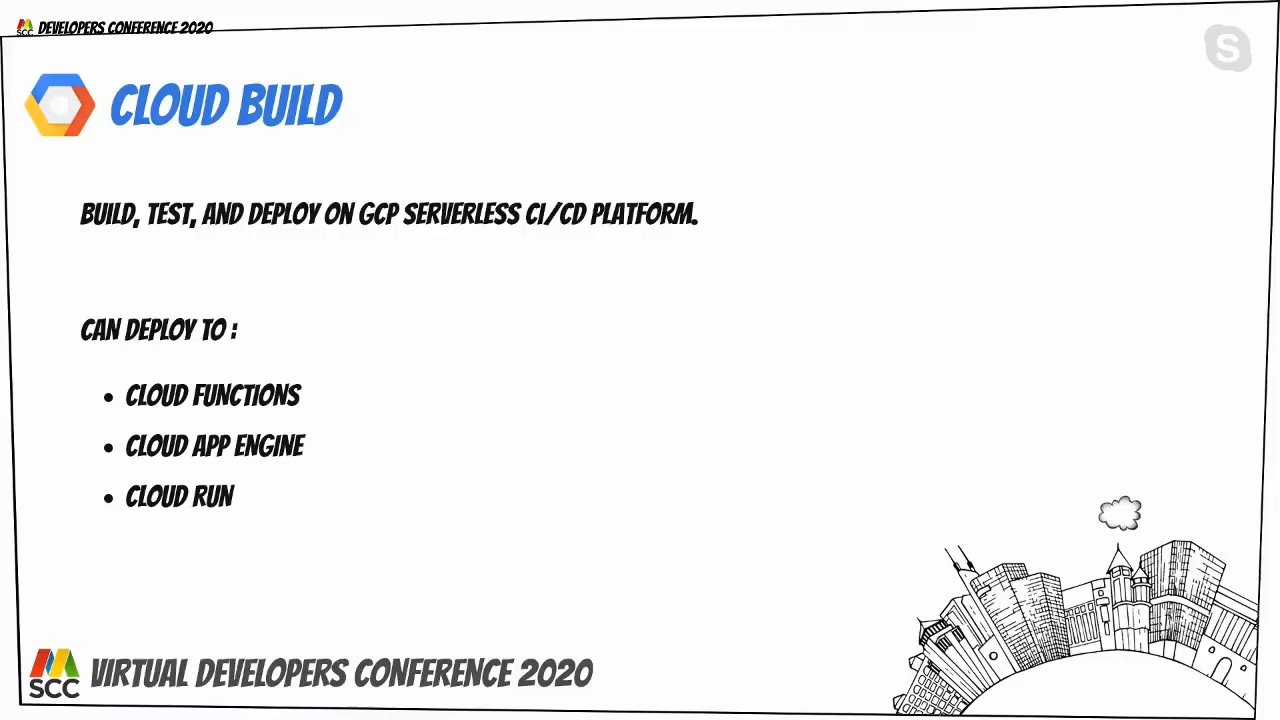 SCC DEVELOPERS CONFERENCE 2020
S
CLOUD BUILD
BUILD, TEST, AND DEPLOY ON GCP SERVERLESS CI/CD PLATFORM.
CAN DEPLOY TO :
• CLOUD FUNCTIONS
• CLOUD APP ENGINE
• CLOUD RUN
SCC VIRTUAL DEVELOPERS CONFERENCE 2020